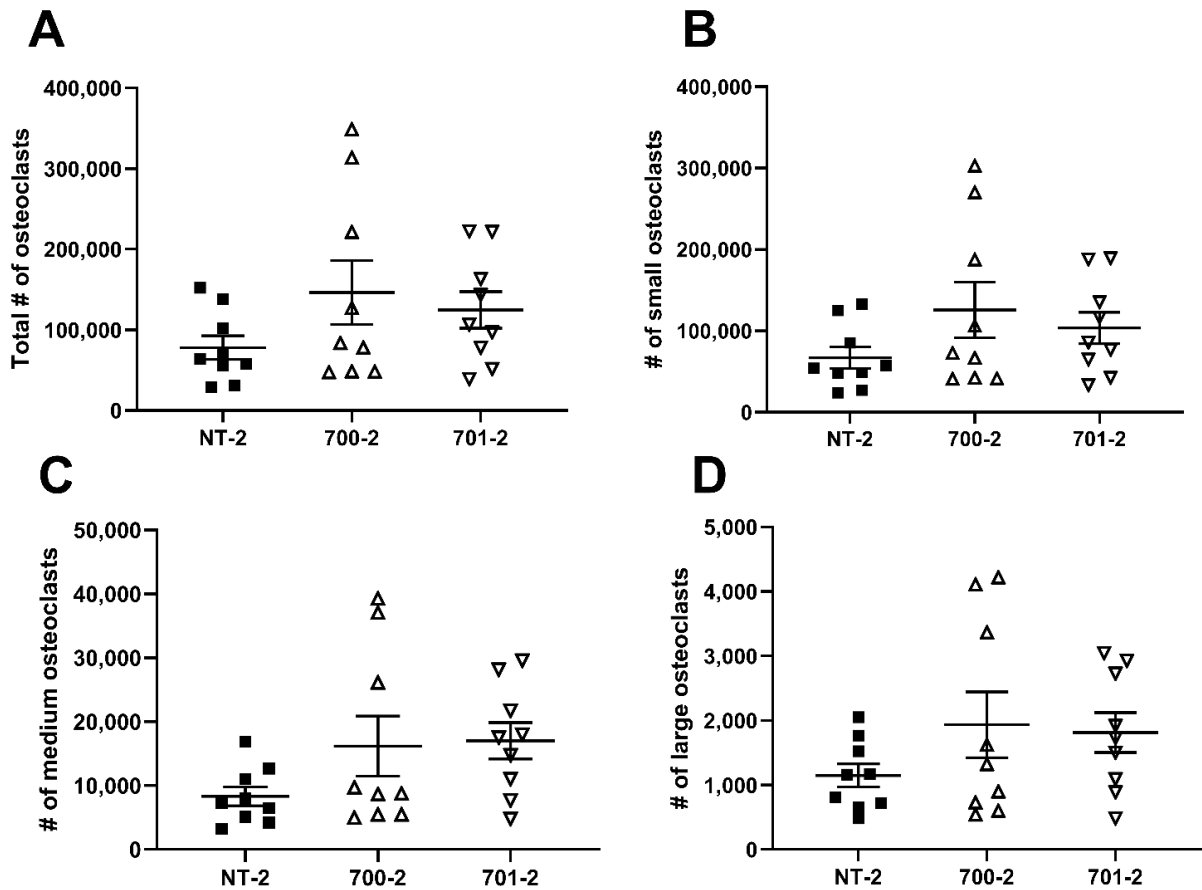 A
Total # of osteoclasts
400,000
300,000
200,000
100,000
0
NT-2 700-2 701-2
B
# of small osteoclasts
400,000
300,000
200,000
100,000
0
NT-2 700-2 701-2
C
# of medium osteoclasts
50,000
40,000
30,000
20,000
10,000
0
NT-2 700-2 701-2
D
# of large osteoclasts
5,000
4,000
3,000
2,000
1,000
0
NT-2 700-2 701-2